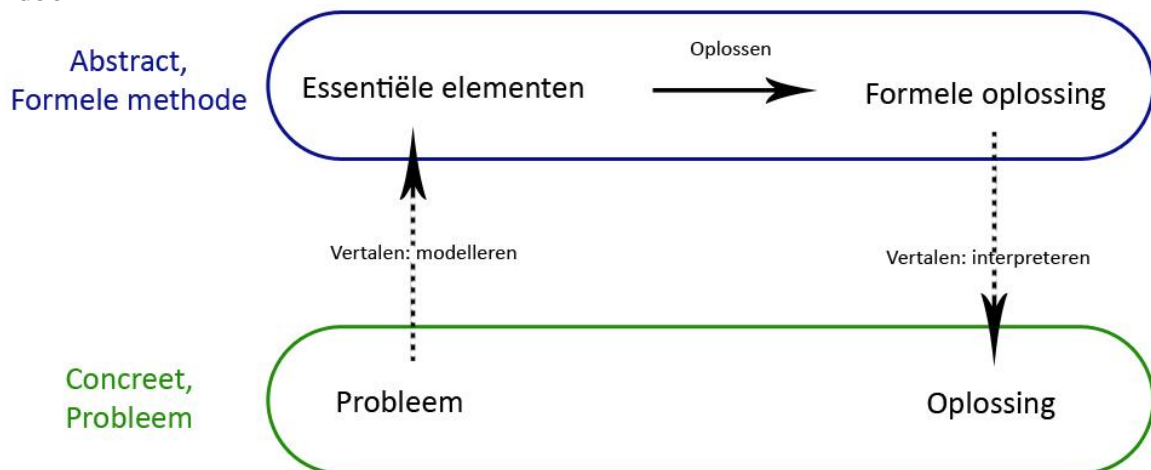 Oplossen
Abstract,
Formele methode
Essentiële elementen
Formele oplossing
Vertalen: modelleren
Vertalen: interpreteren
Concreet,
Probleem
Probleem
Oplossing